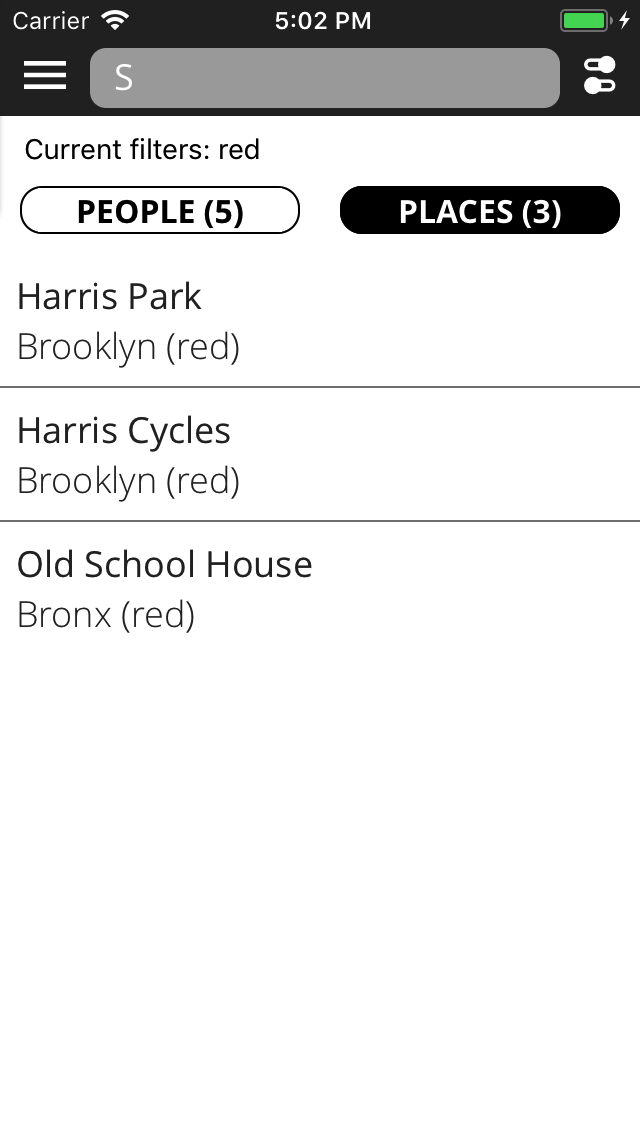 Carrier 5:02 PM
S
Current filters: red
PEOPLE (5) PLACES (3)
Harris Park
Brooklyn (red)
Harris Cycles
Brooklyn (red)
Old School House
Bronx (red)